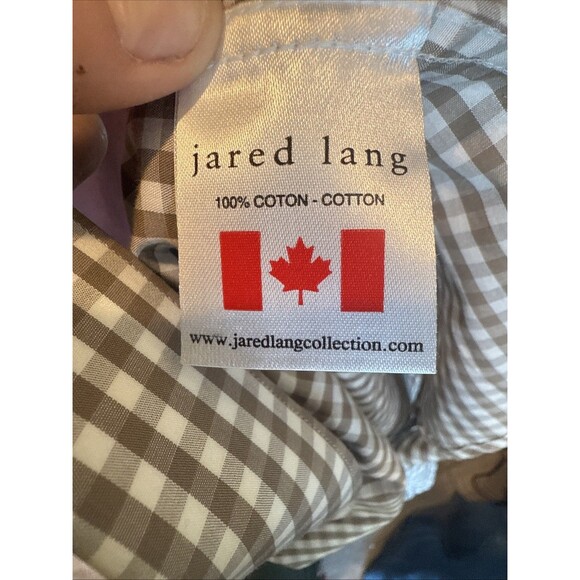 jared lang
100% COTON - COTTON
www.jaredlangcollection.com